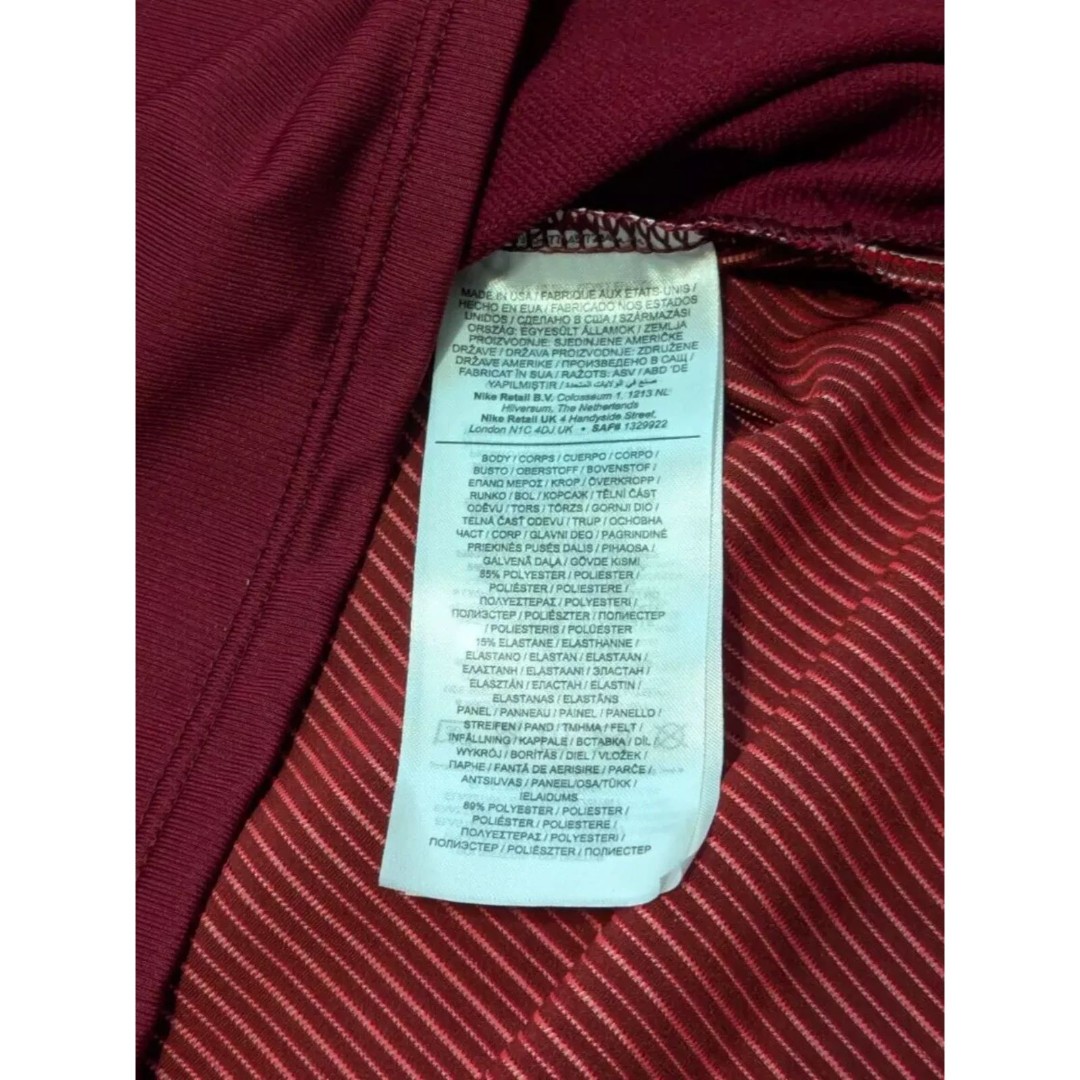 MADE IN USA / FABRIQUE AUX ÉTATS-UNIS /
HECHO EN EUA / FABRICADO NOS ESTADOS
UNIDOS / СДЕЛАНО В США / SZÁRMAZÁSI
ORSZÁG: EGYESÜLT ÁLLAMOK / ZEMLJA
PROIZVODNJE: SJEDINJENE AMERIČKE
DRŽAVE / DRŽAVA PROIZVODNJE: ZDRUŽENE
DRŽAVE AMERIKE / ПРОИЗВЕДЕНО В САЩ /
FABRICAT ÎN SUA / RAŽOTS: ASV / ABD 'DE
YAPILMIŞTIR / صنع في الولايات المتحدة
Nike Retail B.V. Colosseum 1, 1213 NL
Hilversum, The Netherlands
Nike Retail UK 4 Handyside Street,
London N1C 4DJ UK • SAF# 1329922
BODY / CORPS / CUERPO / CORPO /
BUSTO / OBERSTOFF / BOVENSTOF /
ΕΠΑΝΩ ΜΕΡΟΣ / KROP / ÖVERKROPP /
RUNKO / BOL / КОРСАЖ / TĚLNÍ ČÁST
ODĚVU / TORS / TÖRZS / GORNJI DIO /
TELNÁ ČASŤ ODEVU / TRUP / ОСНОВНА
ЧАСТ / CORP / GLAVNI DEO / PAGRINDINĖ
PRIEKINĖS PUSĖS DALIS / PIHAOSA /
GALVENĀ DAĻA / GÖVDE KISMI
85% POLYESTER / POLIÉSTER /
POLIÉSTER / POLIESTERE /
ΠΟΛΥΕΣΤΕΡΑΣ / POLYESTERI /
ПОЛИЭСТЕР / POLIÉSZTER / ПОЛИЕСТЕР
/ POLIESTERIS / POLÜESTER
15% ELASTANE / ELASTHANNE /
ELASTANO / ELASTAN / ELASTAAN /
ΕΛΑΣΤΑΝΗ / ELASTAANI / ЭЛАСТАН /
ELASZTÁN / ЕЛАСТАН / ELASTIN /
ELASTANAS / ELASTĀNS
PANEL / PANNEAU / PAINEL / PANELLO /
STREIFEN / PAND / ΤΜΗΜΑ / FELT /
INFÄLLNING / KAPPALE / ВСТАВКА / DÍL /
WYKRÓJ / BORÍTÁS / DIEL / VLOŽEK /
ПАРЧЕ / FANTĂ DE AERISIRE / PARČE /
ANTSIUVAS / PANEEL/OSA/TÜKK /
IELAIDUMS
89% POLYESTER / POLIESTER /
POLIÉSTER / POLIESTERE /
ΠΟΛΥΕΣΤΕΡΑΣ / POLYESTERI /
ПОЛИЭСТЕР / POLIÉSZTER / ПОЛИЕСТЕР